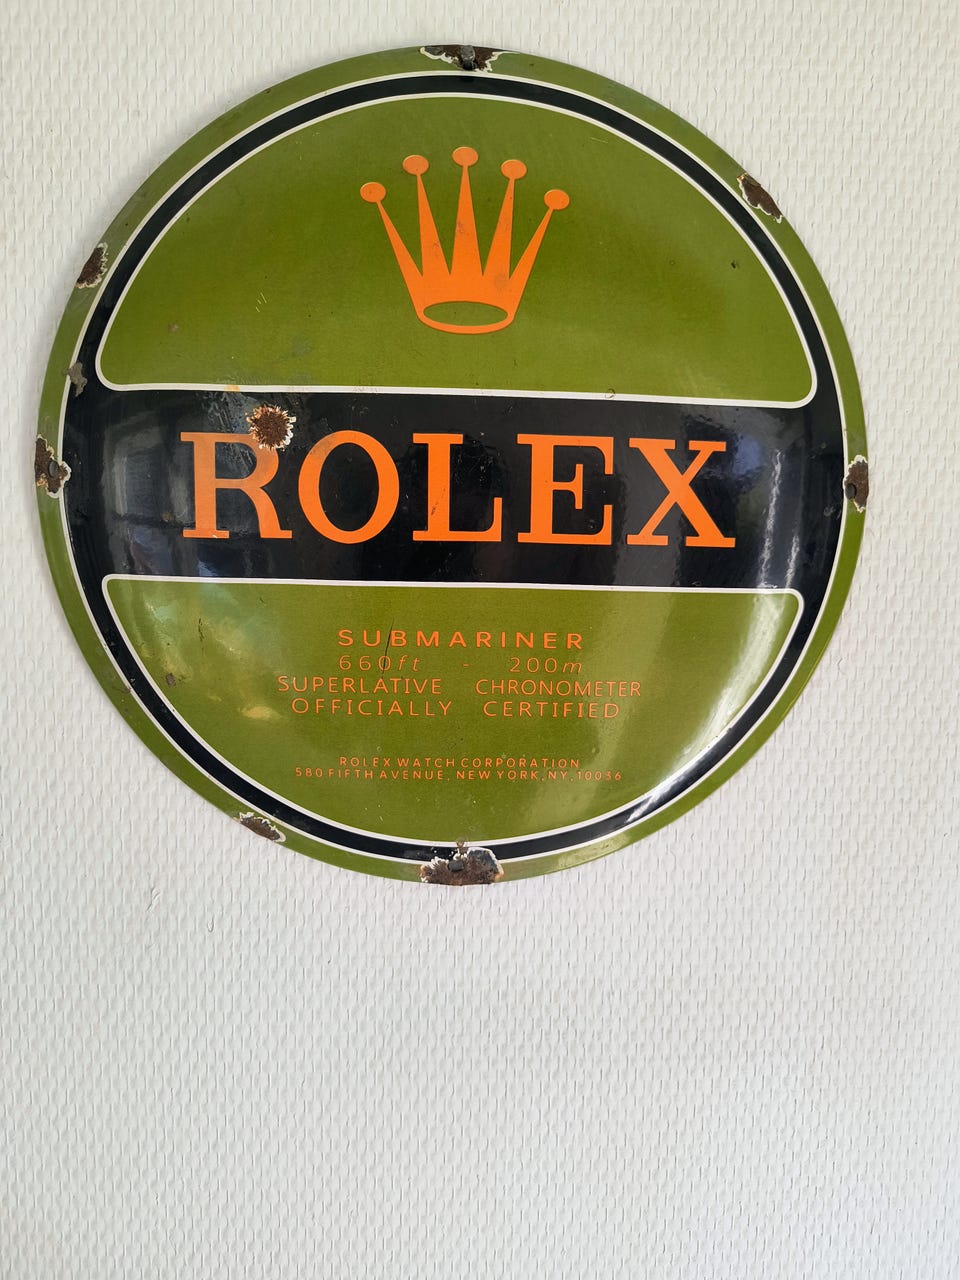 ROLEX
SUBMARINER
660ft - 200m
SUPERLATIVE CHRONOMETER
OFFICIALLY CERTIFIED
ROLEX WATCH CORPORATION
580 FIFTH AVENUE, NEW YORK, NY, 10036